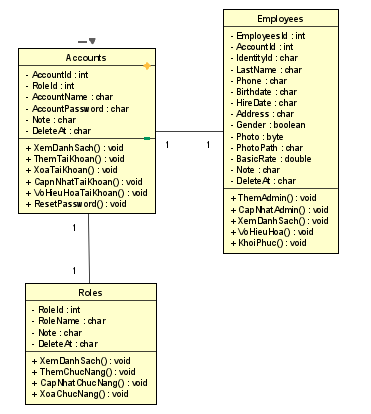 Accounts
- AccountId : int
- RoleId : int
- AccountName : char
- AccountPassword : char
- Note : char
- DeleteAt : char
+ XemDanhSach() : void
+ ThemTaiKhoan() : void
+ XoaTaiKhoan() : void
+ CapnNhatTaiKhoan() : void
+ VoHieuHoaTaiKhoan() : void
+ ResetPassword() : void
1
1
Employees
- EmployeesId : int
- AccountId : int
- IdentityId : char
- LastName : char
- Phone : char
- Birthdate : char
- HireDate : char
- Address : char
- Gender : boolean
- Photo : byte
- PhotoPath : char
- BasicRate : double
- Note : char
- DeleteAt : char
+ ThemAdmin() : void
+ CapNhatAdmin() : void
+ XemDanhSach() : void
+ VoHieuHoa() : void
+ KhoiPhuc() : void
1
1
Roles
- RoleId : int
- RoleName : char
- Note : char
- DeleteAt : char
+ XemDanhSach() : void
+ ThemChucNang() : void
+ CapNhatChucNang() : void
+ XoaChucNang() : void